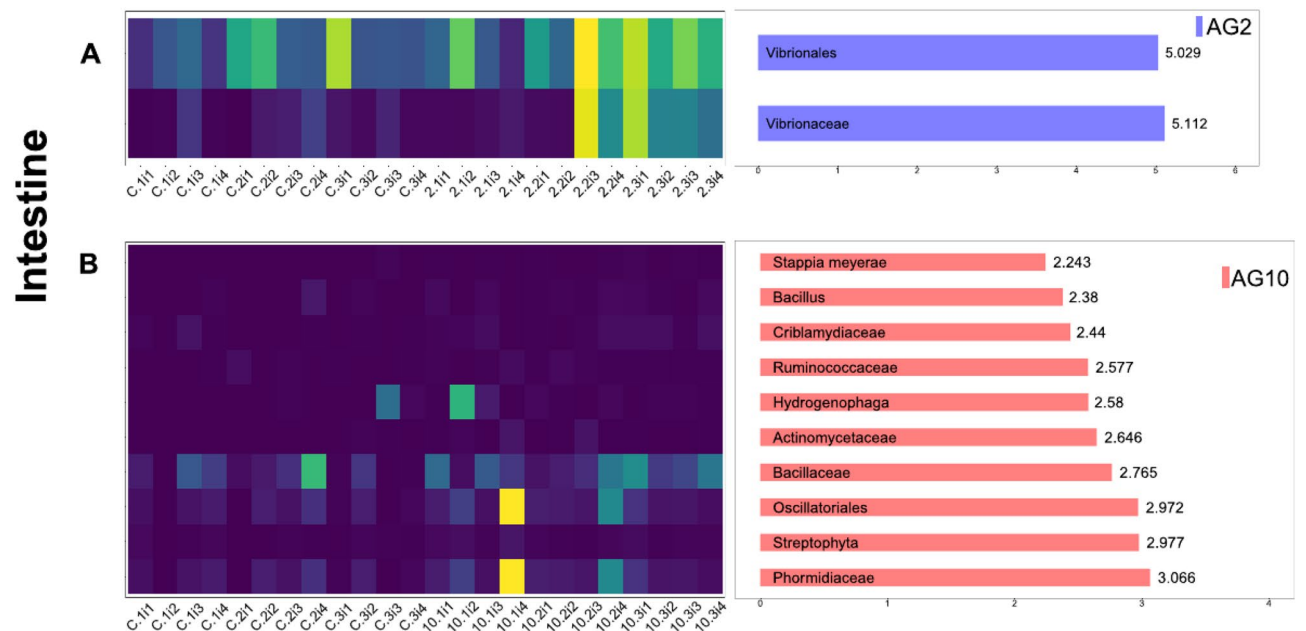 Intestine
A
C.1i1 C.1i2 C.1i3 C.1i4 C.2i1 C.2i2 C.2i3 C.2i4 C.3i1 C.3i2 C.3i3 C.3i4 2.1i1 2.1i2 2.1i3 2.1i4 2.2i1 2.2i2 2.2i3 2.2i4 2.3i1 2.3i2 2.3i3 2.3i4
AG2
Vibrionales 5.029
Vibrionaceae 5.112
0 1 2 3 4 5 6
B
C.1i1 C.1i2 C.1i3 C.1i4 C.2i1 C.2i2 C.2i3 C.2i4 C.3i1 C.3i2 C.3i3 C.3i4 10.1i1 10.1i2 10.1i3 10.1i4 10.2i1 10.2i2 10.2i3 10.2i4 10.3i1 10.3i2 10.3i3 10.3i4
AG10
Stappia meyerae 2.243
Bacillus 2.38
Criblamydiaceae 2.44
Ruminococcaceae 2.577
Hydrogenophaga 2.58
Actinomycetaceae 2.646
Bacillaceae 2.765
Oscillatoriales 2.972
Streptophyta 2.977
Phormidiaceae 3.066
0 1 2 3 4